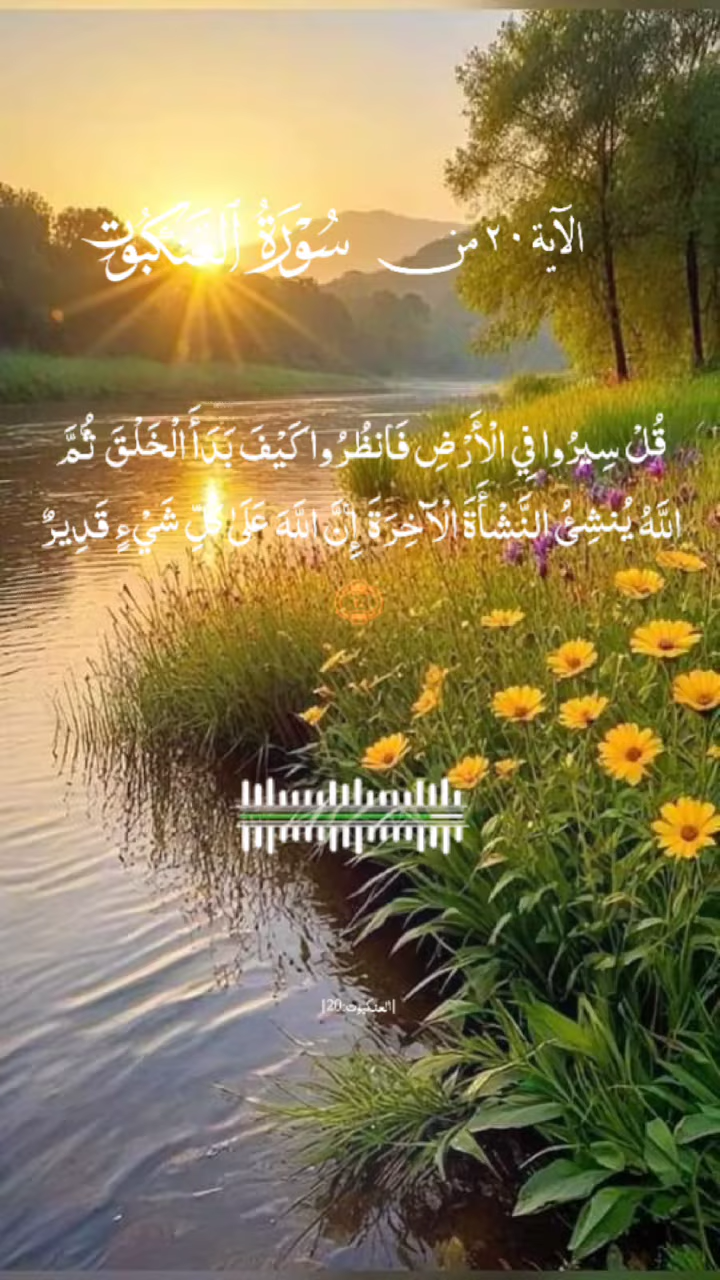 الآية ٢٠ من سُورَةُ ٱلْعَنكَبُوت
قُلْ سِيرُوا فِي الْأَرْضِ فَانظُرُوا كَيْفَ بَدَأَ الْخَلْقَ ثُمَّ
اللَّهُ يُنشِئُ النَّشْأَةَ الْآخِرَةَ إِنَّ اللَّهَ عَلَىٰ كُلِّ شَيْءٍ قَدِيرٌ
٢٠
|العنكبوت:20|